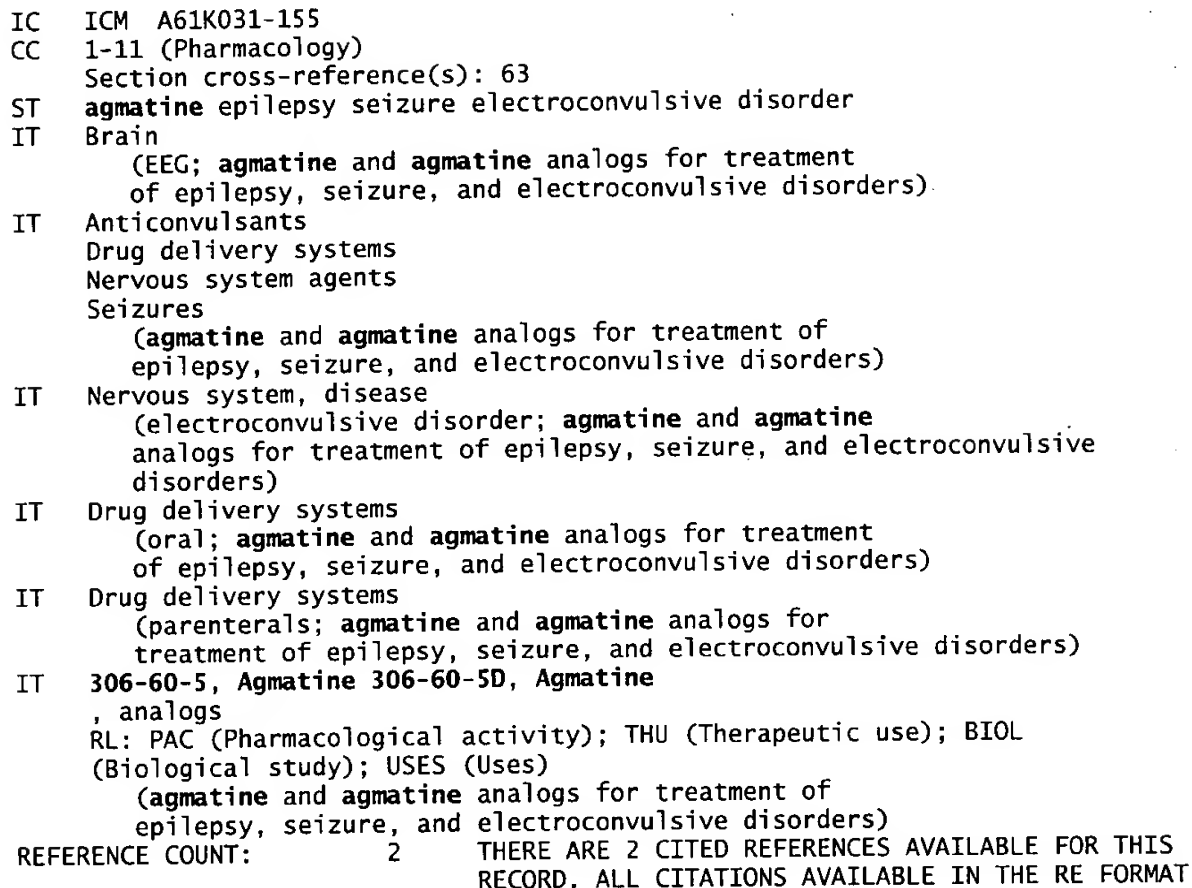 IC ICM A61K031-155
CC 1-11 (Pharmacology)
Section cross-reference(s): 63
ST agmatine epilepsy seizure electroconvulsive disorder
IT Brain
(EEG; agmatine and agmatine analogs for treatment
of epilepsy, seizure, and electroconvulsive disorders)
IT Anticonvulsants
Drug delivery systems
Nervous system agents
Seizures
(agmatine and agmatine analogs for treatment of
epilepsy, seizure, and electroconvulsive disorders)
IT Nervous system, disease
(electroconvulsive disorder; agmatine and agmatine
analogs for treatment of epilepsy, seizure, and electroconvulsive
disorders)
IT Drug delivery systems
(oral; agmatine and agmatine analogs for treatment
of epilepsy, seizure, and electroconvulsive disorders)
IT Drug delivery systems
(parenterals; agmatine and agmatine analogs for
treatment of epilepsy, seizure, and electroconvulsive disorders)
IT 306-60-5, Agmatine 306-60-5D, Agmatine
, analogs
RL: PAC (Pharmacological activity); THU (Therapeutic use); BIOL
(Biological study); USES (Uses)
(agmatine and agmatine analogs for treatment of
epilepsy, seizure, and electroconvulsive disorders)
REFERENCE COUNT: 2 THERE ARE 2 CITED REFERENCES AVAILABLE FOR THIS
RECORD. ALL CITATIONS AVAILABLE IN THE RE FORMAT